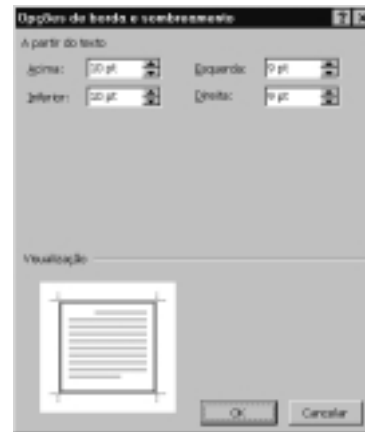 Opções de borda e sombreamento
A partir do texto
Acima: 10 pt Esquerda: 9 pt
Inferior: 10 pt Direita: 9 pt
Visualização
OK Cancelar